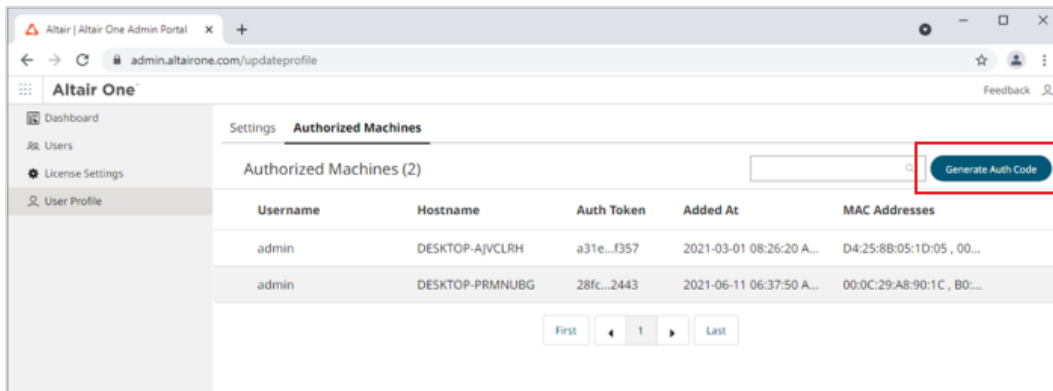 Altair | Altair One Admin Portal
admin.altairone.com/updateprofile
Altair One
Feedback
Dashboard
Users
License Settings
User Profile
Settings Authorized Machines
Authorized Machines (2)
Generate Auth Code
Username Hostname Auth Token Added At MAC Addresses
admin DESKTOP-AJVCLRH a31e...f357 2021-03-01 08:26:20 A... D4:25:8B:05:1D:05 , 00...
admin DESKTOP-PRMNUBG 28fc...2443 2021-06-11 06:37:50 A... 00:0C:29:A8:90:1C , B0:...
First 1 Last